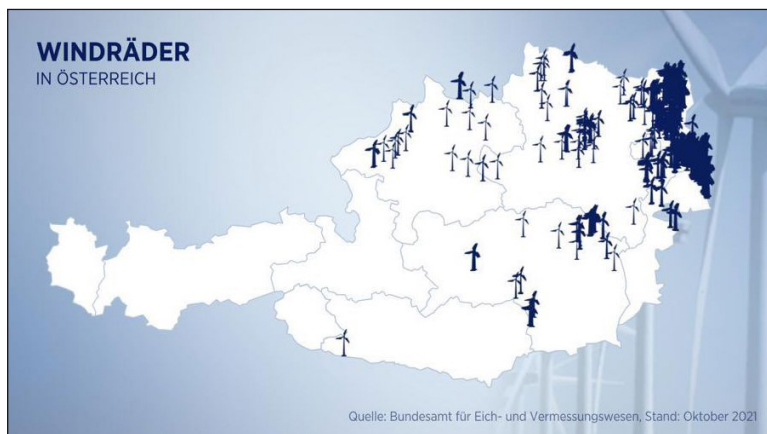 WINDRÄDER
IN ÖSTERREICH
Quelle: Bundesamt für Eich- und Vermessungswesen, Stand: Oktober 2021